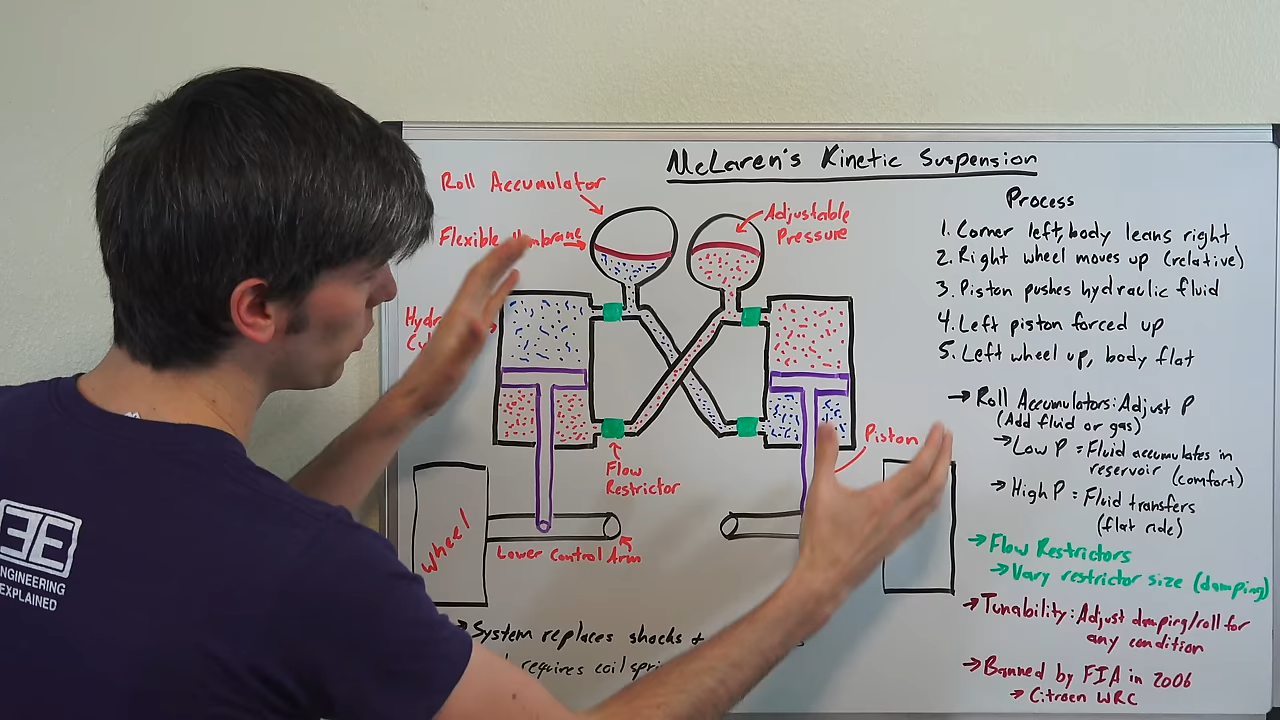 McLaren's Kinetic Suspension
Roll Accumulator
Flexible
Adjustable
Pressure
Flow
Restrictor
Piston
Wheel
Lower Control Arm
System replaces shocks
requires coil
Process
1. Corner left, body leans right
2. Right wheel moves up (relative)
3. Piston pushes hydraulic fluid
4. Left piston forced up
5. Left wheel up, body flat
→ Roll Accumulators: Adjust P
(Add fluid or gas)
→ Low P = Fluid accumulates in
reservoir (comfort)
→ High P = Fluid transfers
(flat ride)
→ Flow Restrictors
→ Vary restrictor size (damping)
→ Tunability: Adjust damping/roll for
any condition
→ Banned by FIA in 2006
→ Citroen WRC
EE
ENGINEERING
EXPLAINED